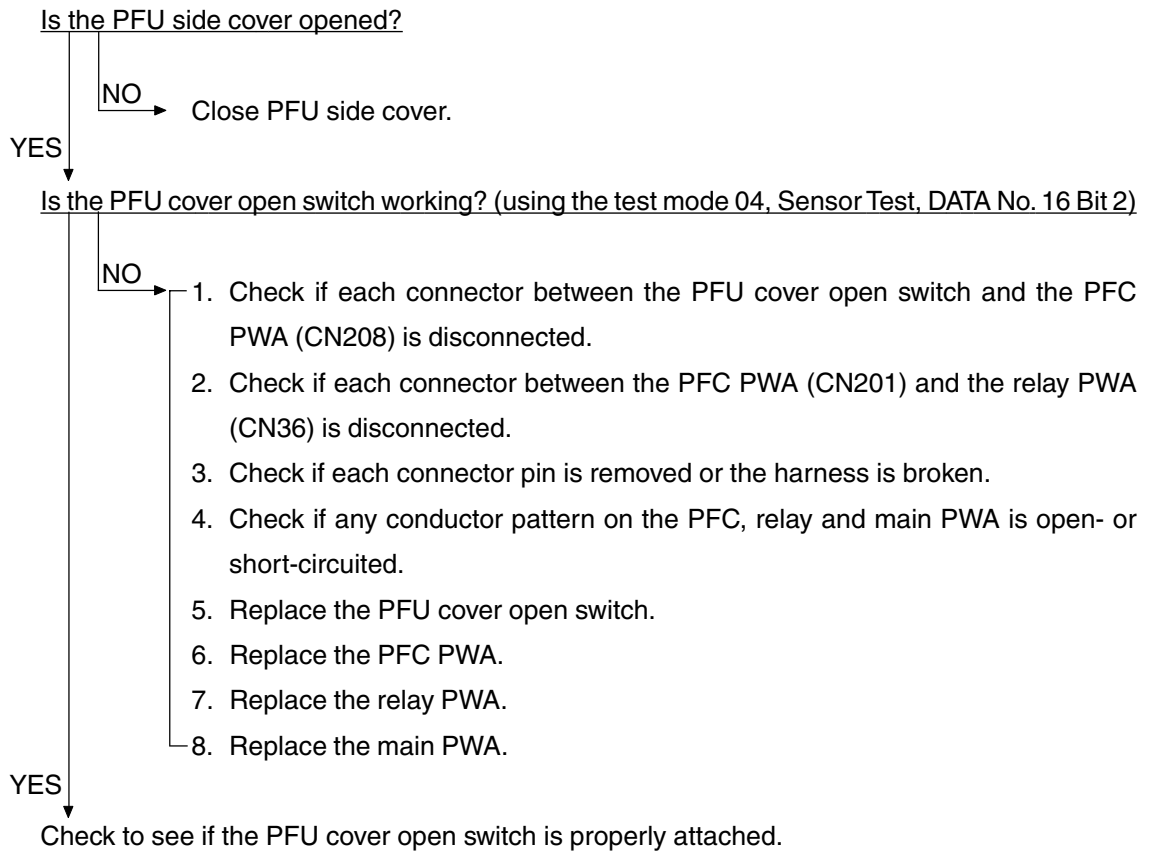 Is the PFU side cover opened?
NO
Close PFU side cover.
YES
Is the PFU cover open switch working? (using the test mode 04, Sensor Test, DATA No. 16 Bit 2)
NO
1. Check if each connector between the PFU cover open switch and the PFC
PWA (CN208) is disconnected.
2. Check if each connector between the PFC PWA (CN201) and the relay PWA
(CN36) is disconnected.
3. Check if each connector pin is removed or the harness is broken.
4. Check if any conductor pattern on the PFC, relay and main PWA is open- or
short-circuited.
5. Replace the PFU cover open switch.
6. Replace the PFC PWA.
7. Replace the relay PWA.
8. Replace the main PWA.
YES
Check to see if the PFU cover open switch is properly attached.